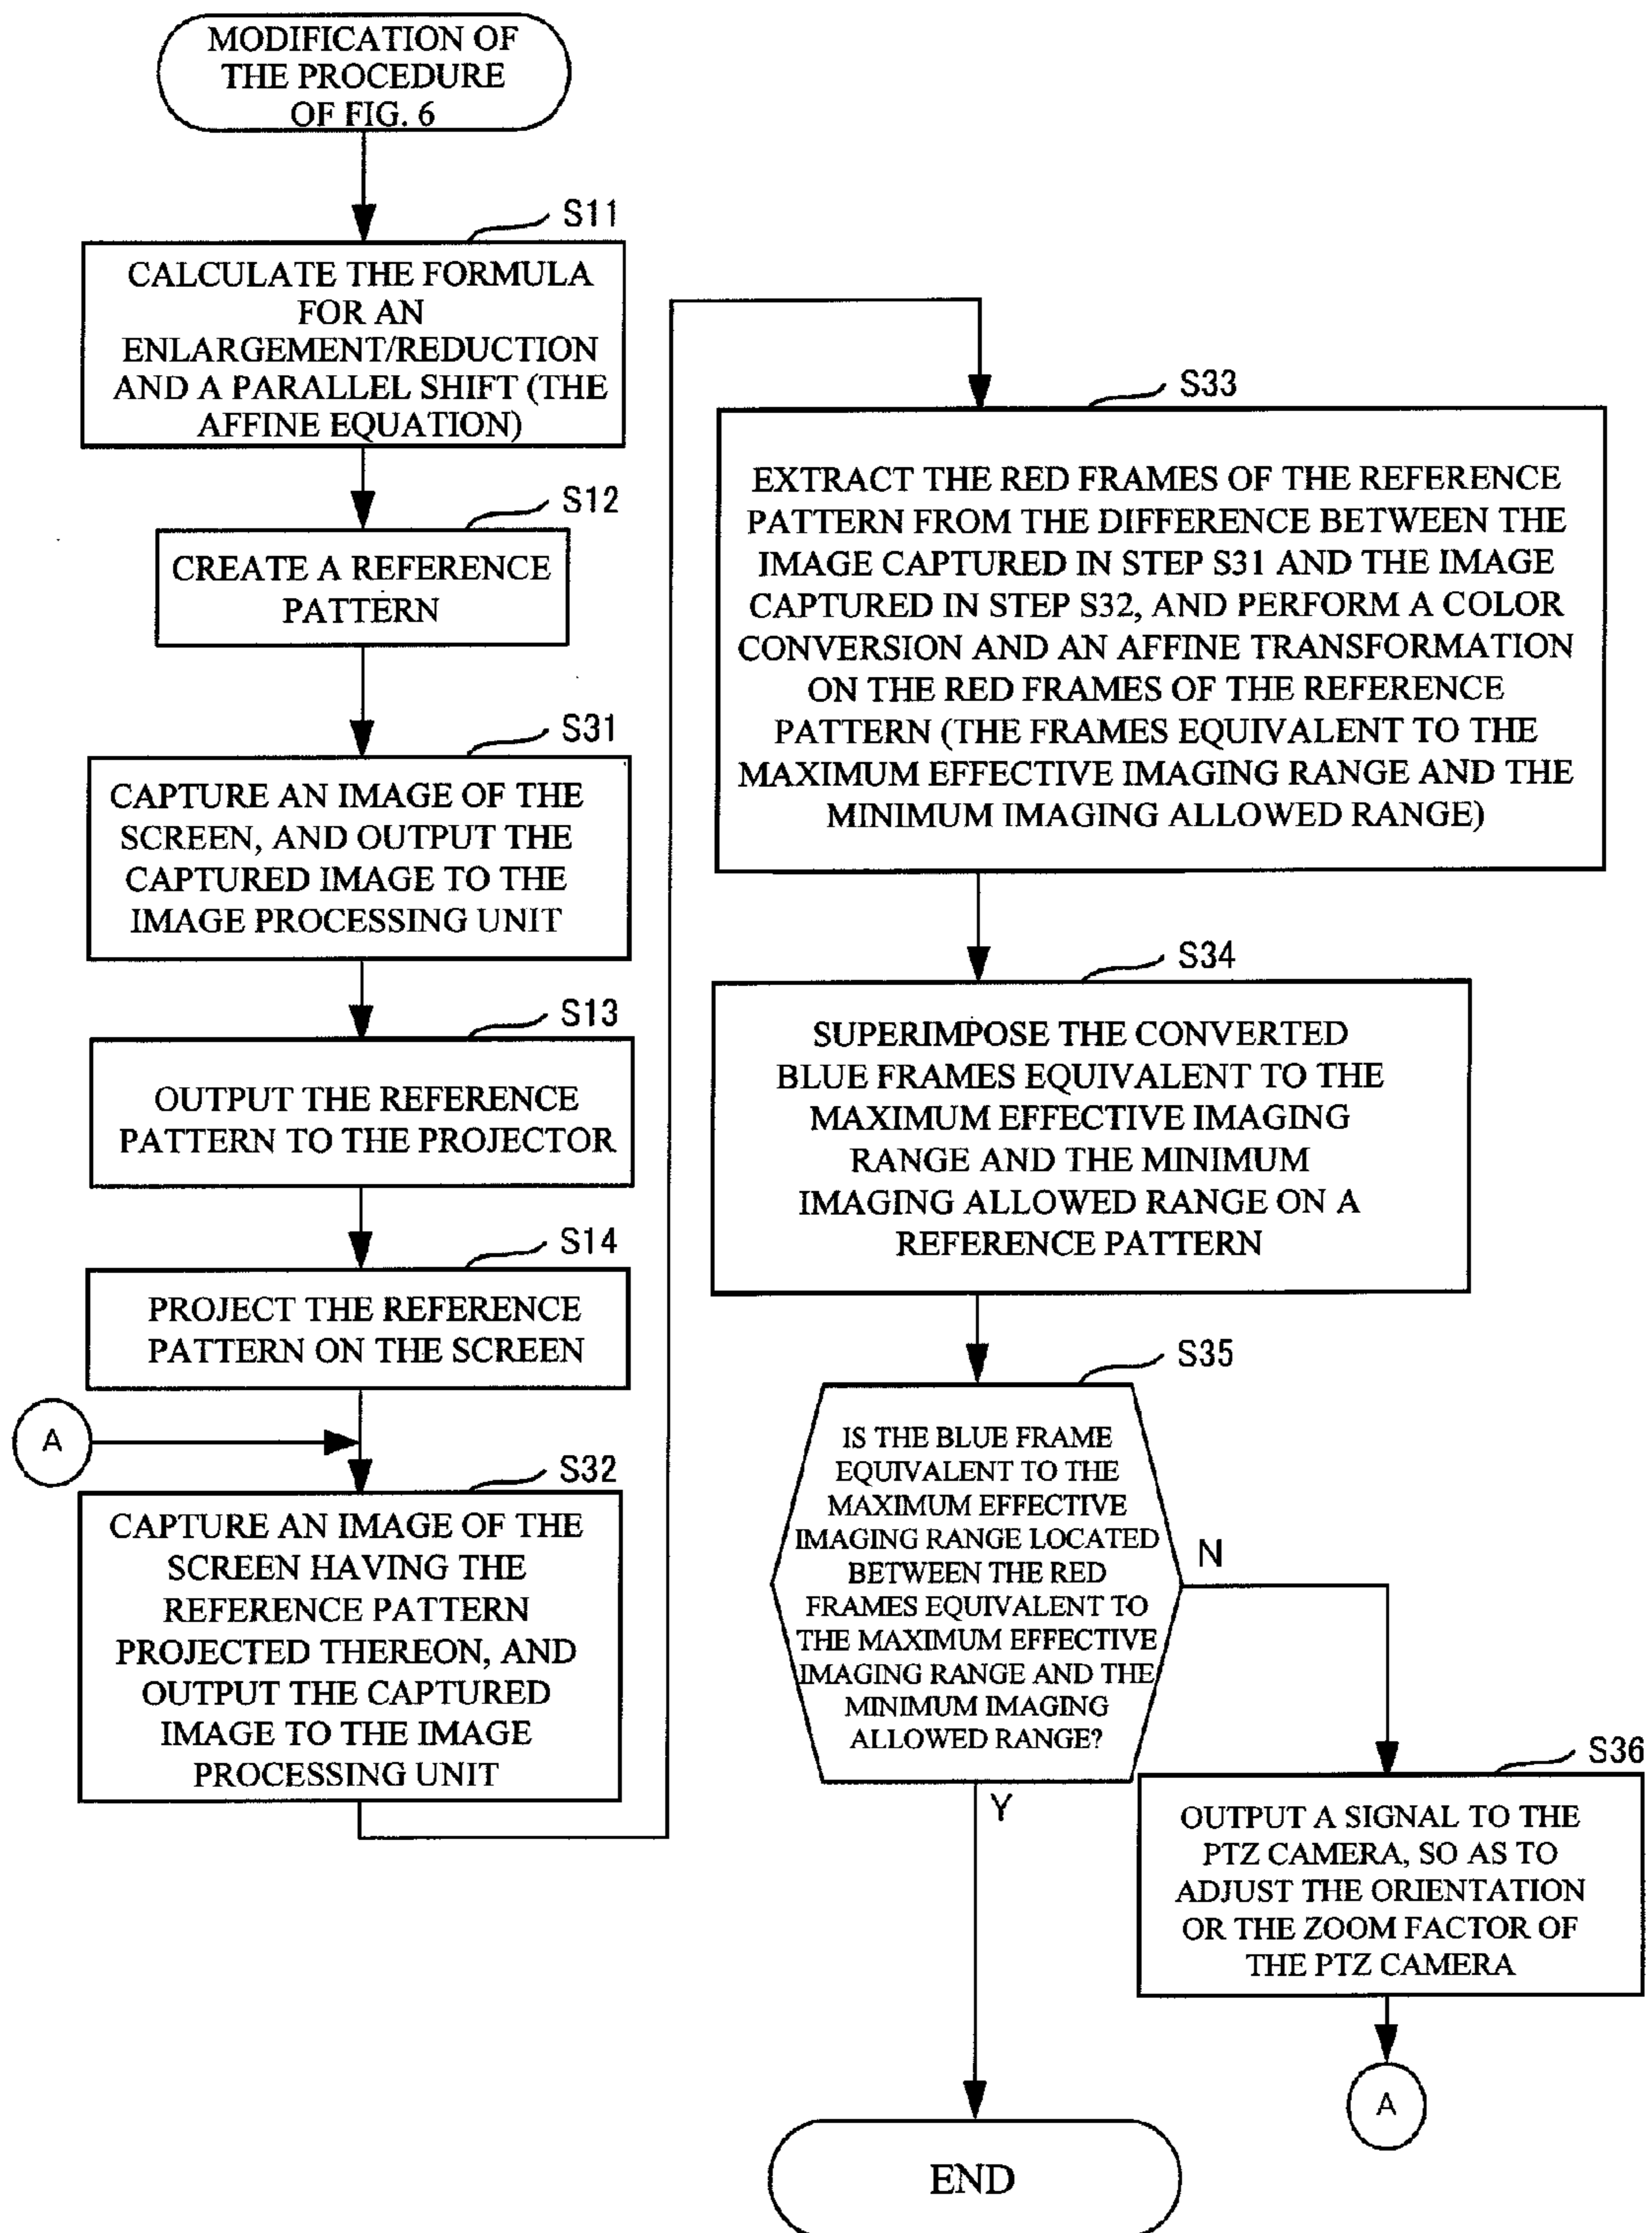 MODIFICATION OF
THE PROCEDURE
OF FIG. 6
S11
CALCULATE THE FORMULA
FOR AN
ENLARGEMENT/REDUCTION
AND A PARALLEL SHIFT (THE
AFFINE EQUATION)
S12
CREATE A REFERENCE
PATTERN
S31
CAPTURE AN IMAGE OF THE
SCREEN, AND OUTPUT THE
CAPTURED IMAGE TO THE
IMAGE PROCESSING UNIT
S13
OUTPUT THE REFERENCE
PATTERN TO THE PROJECTOR
S14
PROJECT THE REFERENCE
PATTERN ON THE SCREEN
A
S32
CAPTURE AN IMAGE OF THE
SCREEN HAVING THE
REFERENCE PATTERN
PROJECTED THEREON, AND
OUTPUT THE CAPTURED
IMAGE TO THE IMAGE
PROCESSING UNIT
S33
EXTRACT THE RED FRAMES OF THE REFERENCE
PATTERN FROM THE DIFFERENCE BETWEEN THE
IMAGE CAPTURED IN STEP S31 AND THE IMAGE
CAPTURED IN STEP S32, AND PERFORM A COLOR
CONVERSION AND AN AFFINE TRANSFORMATION
ON THE RED FRAMES OF THE REFERENCE
PATTERN (THE FRAMES EQUIVALENT TO THE
MAXIMUM EFFECTIVE IMAGING RANGE AND THE
MINIMUM IMAGING ALLOWED RANGE)
S34
SUPERIMPOSE THE CONVERTED
BLUE FRAMES EQUIVALENT TO THE
MAXIMUM EFFECTIVE IMAGING
RANGE AND THE MINIMUM
IMAGING ALLOWED RANGE ON A
REFERENCE PATTERN
S35
IS THE BLUE FRAME
EQUIVALENT TO THE
MAXIMUM EFFECTIVE
IMAGING RANGE LOCATED
BETWEEN THE RED
FRAMES EQUIVALENT TO
THE MAXIMUM EFFECTIVE
IMAGING RANGE AND THE
MINIMUM IMAGING
ALLOWED RANGE?
N
Y
S36
OUTPUT A SIGNAL TO THE
PTZ CAMERA, SO AS TO
ADJUST THE ORIENTATION
OR THE ZOOM FACTOR OF
THE PTZ CAMERA
A
END